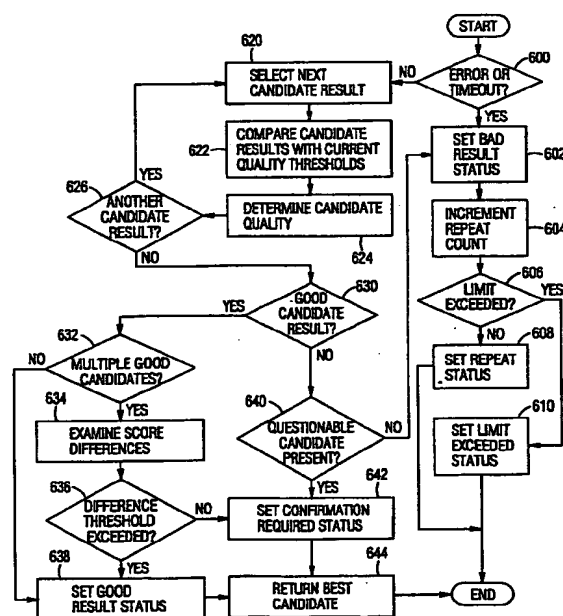 START
600
ERROR OR
TIMEOUT?
NO
YES
620
SELECT NEXT
CANDIDATE RESULT
622
COMPARE CANDIDATE
RESULTS WITH CURRENT
QUALITY THRESHOLDS
DETERMINE CANDIDATE
QUALITY
624
626
ANOTHER
CANDIDATE
RESULT?
YES
NO
SET BAD
RESULT
STATUS
602
INCREMENT
REPEAT
COUNT
604
606
LIMIT
EXCEEDED?
YES
NO
608
SET REPEAT
STATUS
610
SET LIMIT
EXCEEDED
STATUS
630
GOOD
CANDIDATE
RESULT?
YES
NO
632
MULTIPLE GOOD
CANDIDATES?
NO
YES
634
EXAMINE SCORE
DIFFERENCES
636
DIFFERENCE
THRESHOLD
EXCEEDED?
NO
YES
638
SET GOOD
RESULT STATUS
640
QUESTIONABLE
CANDIDATE
PRESENT?
NO
YES
642
SET CONFIRMATION
REQUIRED STATUS
644
RETURN BEST
CANDIDATE
END